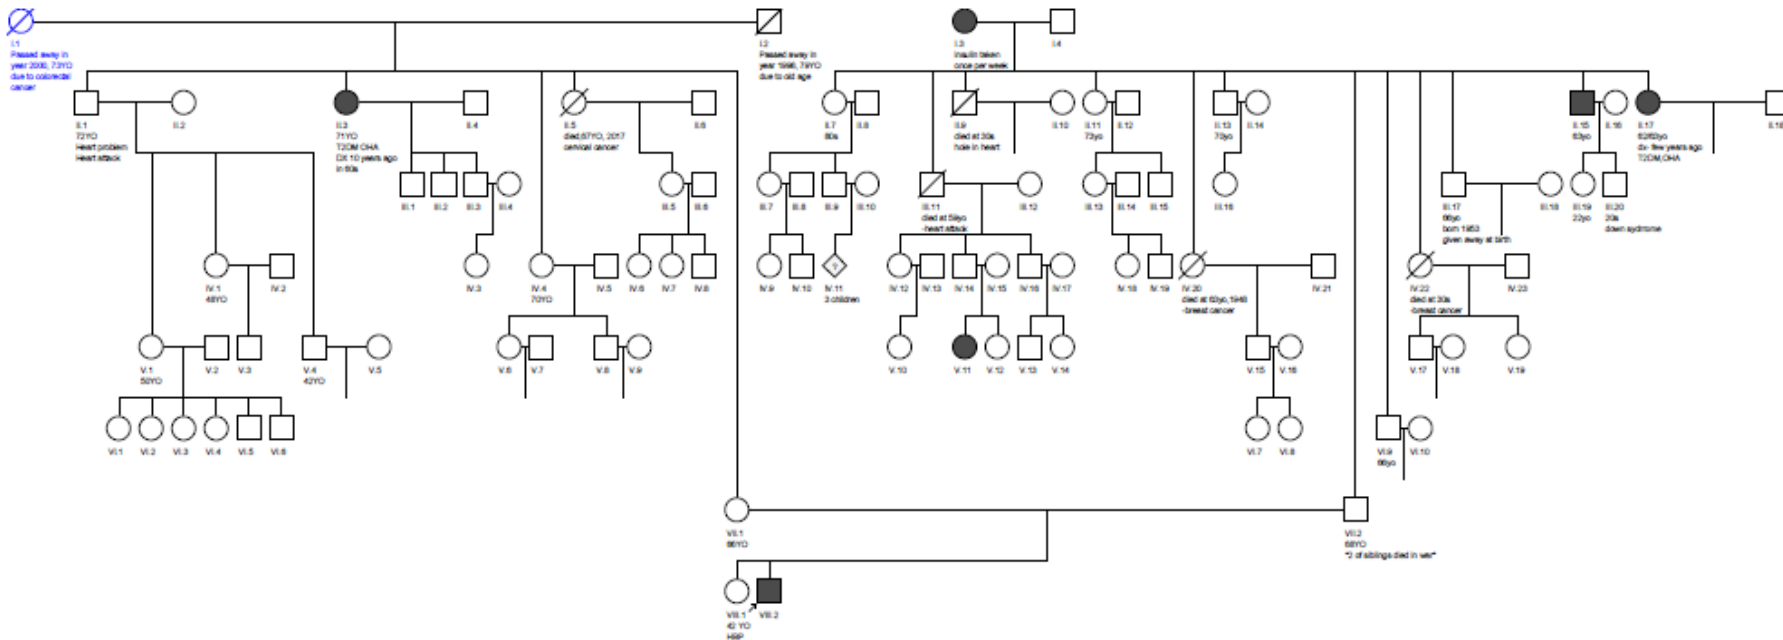 I.1
Passed away in
year 2000, 73YO
due to colorectal
cancer
I.2
Passed away in
year 1998, 79YO
due to old age
I.3
insulin taken
once per week
I.4
II.1
72YO
Heart problem
Heart attack
II.2
II.3
71YO
T2DM OHA
DX 10 years ago
in 60s
II.4
II.5
died,67YO, 2017
cervical cancer
II.6
II.7
80s
II.8
II.9
died at 30s
hole in heart
II.10
II.11
73yo
II.12
II.13
70yo
II.14
II.15
63yo
II.16
II.17
62/60yo
dx- few years ago
T2DM,OHA
II.18
III.1
III.2
III.3
III.4
III.5
III.6
III.7
III.8
III.9
III.10
III.11
died at 59yo
-heart attack
III.12
III.13
III.14
III.15
III.16
III.17
66yo
born 1953
given away at birth
III.18
III.19
22yo
III.20
20s
down sydrome
IV.1
48YO
IV.2
IV.3
IV.4
70YO
IV.5
IV.6
IV.7
IV.8
IV.9
IV.10
?
IV.11
3 children
IV.12
IV.13
IV.14
IV.15
IV.16
IV.17
IV.18
IV.19
IV.20
died at 60yo,1948
-breast cancer
IV.21
IV.22
died at 30s
-breast cancer
IV.23
V.1
50YO
V.2
V.3
V.4
42YO
V.5
V.6
V.7
V.8
V.9
V.10
V.11
V.12
V.13
V.14
V.15
V.16
V.17
V.18
V.19
VI.1
VI.2
VI.3
VI.4
VI.5
VI.6
VI.7
VI.8
VI.9
66yo
VI.10
VII.1
66YO
VII.2
68YO
"2 of siblings died in war"
VIII.1
42 YO
HBP
VIII.2